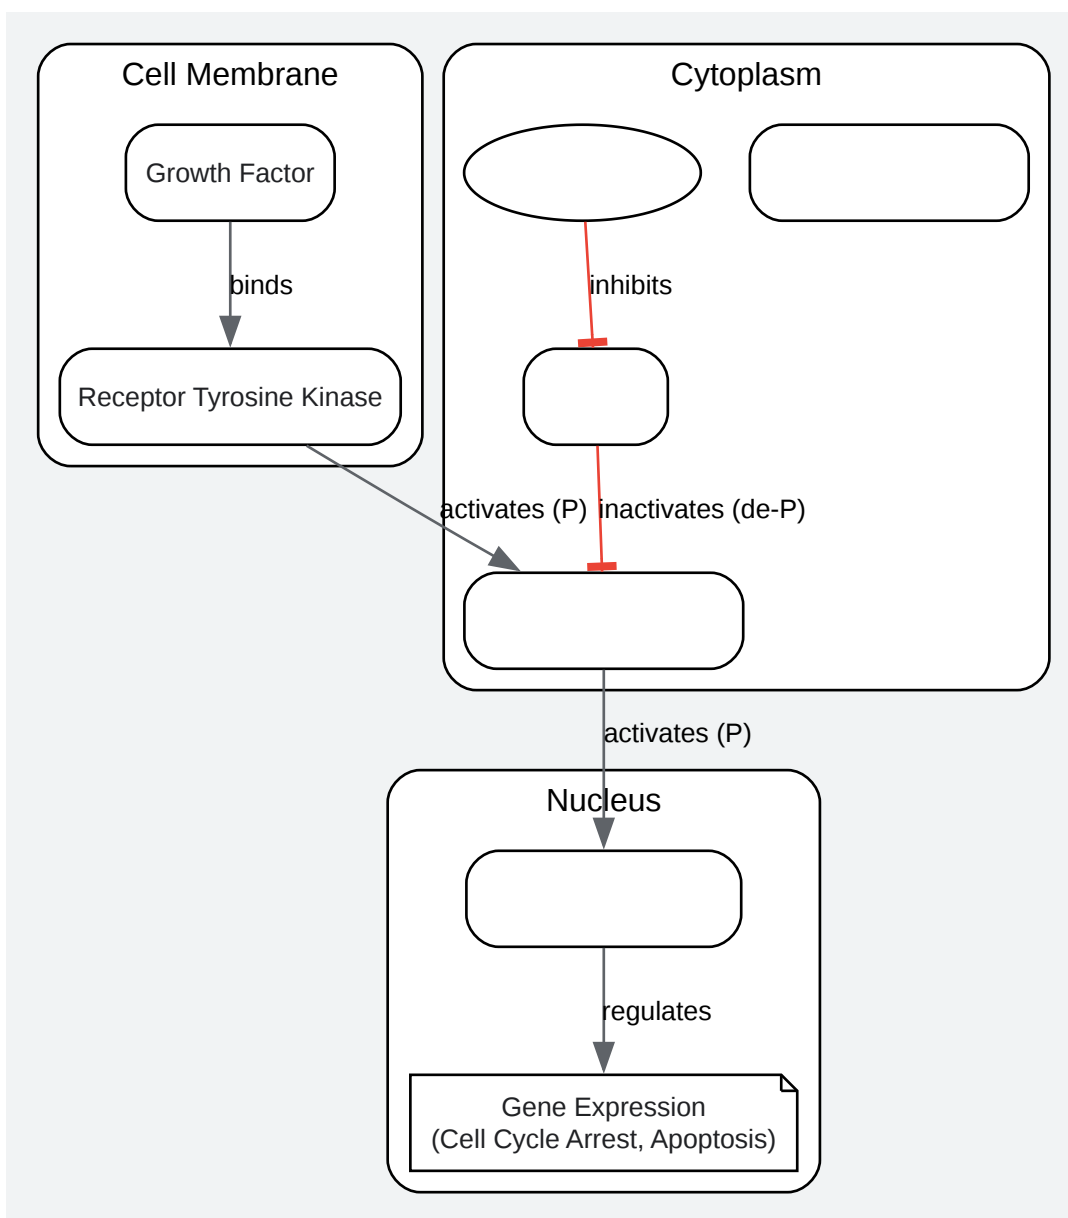 Cell Membrane
Growth Factor
binds
Receptor Tyrosine Kinase
Cytoplasm
inhibits
activates (P)
inactivates (de-P)
activates (P)
Nucleus
regulates
Gene Expression
(Cell Cycle Arrest, Apoptosis)